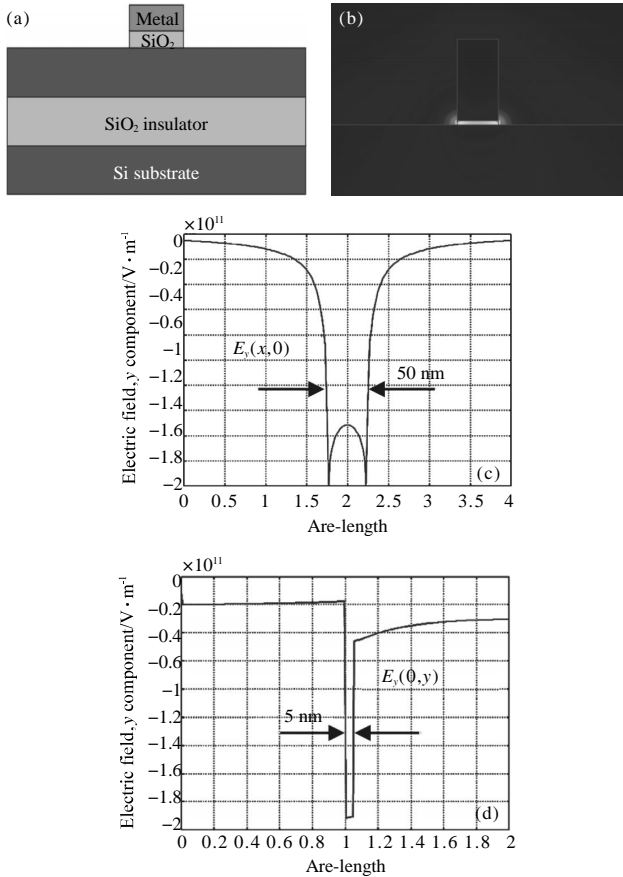 (a)
Metal
SiO₂
SiO₂ insulator
Si substrate
(b)
×10¹¹
0
−0.2
−0.4
−0.6
−0.8
−1
−1.2
−1.4
−1.6
−1.8
−2
Electric field,y component/V·m⁻¹
Eᵧ(x,0)
50 nm
(c)
0 0.5 1 1.5 2 2.5 3 3.5 4
Are-length
×10¹¹
0
−0.2
−0.4
−0.6
−0.8
−1
−1.2
−1.4
−1.6
−1.8
−2
Electric field,y component/V·m⁻¹
Eᵧ(0,y)
5 nm
(d)
0 0.2 0.4 0.6 0.8 1 1.2 1.4 1.6 1.8 2
Are-length